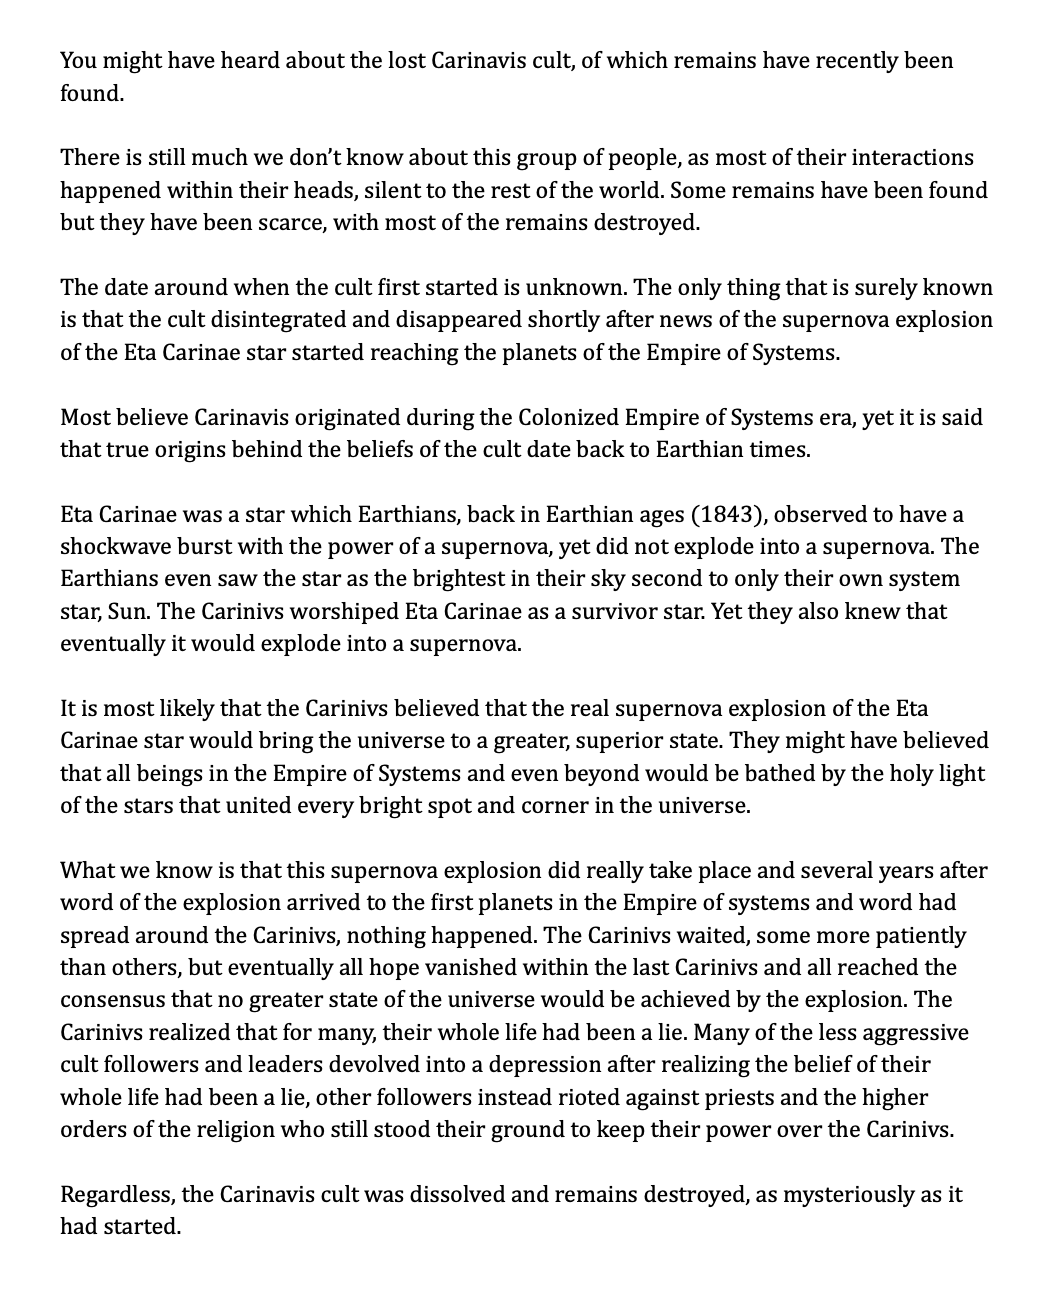 You might have heard about the lost Carinavis cult, of which remains have recently been
found.
There is still much we don’t know about this group of people, as most of their interactions
happened within their heads, silent to the rest of the world. Some remains have been found
but they have been scarce, with most of the remains destroyed.
The date around when the cult first started is unknown. The only thing that is surely known
is that the cult disintegrated and disappeared shortly after news of the supernova explosion
of the Eta Carinae star started reaching the planets of the Empire of Systems.
Most believe Carinavis originated during the Colonized Empire of Systems era, yet it is said
that true origins behind the beliefs of the cult date back to Earthian times.
Eta Carinae was a star which Earthians, back in Earthian ages (1843), observed to have a
shockwave burst with the power of a supernova, yet did not explode into a supernova. The
Earthians even saw the star as the brightest in their sky second to only their own system
star, Sun. The Carinivs worshiped Eta Carinae as a survivor star. Yet they also knew that
eventually it would explode into a supernova.
It is most likely that the Carinivs believed that the real supernova explosion of the Eta
Carinae star would bring the universe to a greater, superior state. They might have believed
that all beings in the Empire of Systems and even beyond would be bathed by the holy light
of the stars that united every bright spot and corner in the universe.
What we know is that this supernova explosion did really take place and several years after
word of the explosion arrived to the first planets in the Empire of systems and word had
spread around the Carinivs, nothing happened. The Carinivs waited, some more patiently
than others, but eventually all hope vanished within the last Carinivs and all reached the
consensus that no greater state of the universe would be achieved by the explosion. The
Carinivs realized that for many, their whole life had been a lie. Many of the less aggressive
cult followers and leaders devolved into a depression after realizing the belief of their
whole life had been a lie, other followers instead rioted against priests and the higher
orders of the religion who still stood their ground to keep their power over the Carinivs.
Regardless, the Carinavis cult was dissolved and remains destroyed, as mysteriously as it
had started.